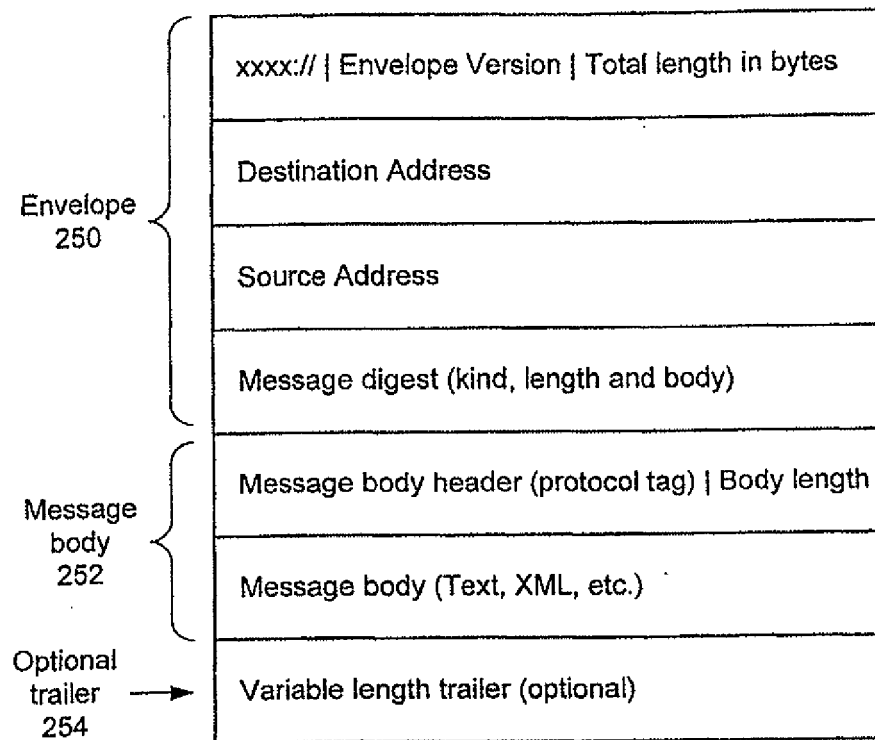 xxxx:// | Envelope Version | Total length in bytes
Destination Address
Envelope
250
Source Address
Message digest (kind, length and body)
Message body header (protocol tag) | Body length
Message
body
252
Message body (Text, XML, etc.)
Optional
trailer
254
Variable length trailer (optional)